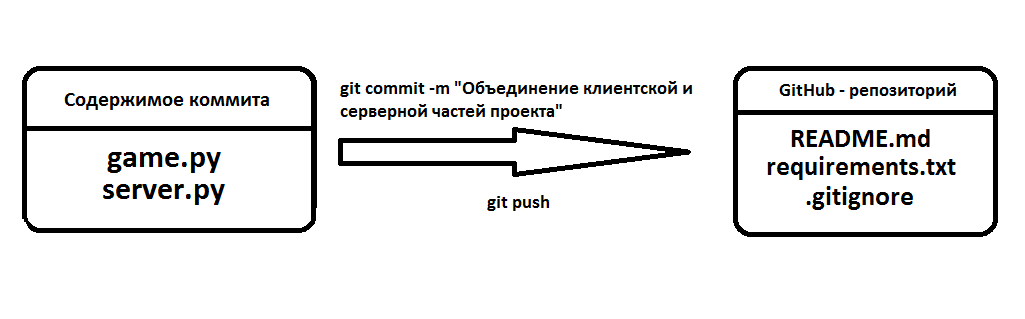 Содержимое коммита
game.py
server.py
git commit -m "Объединение клиентской и
серверной частей проекта"
git push
GitHub - репозиторий
README.md
requirements.txt
.gitignore